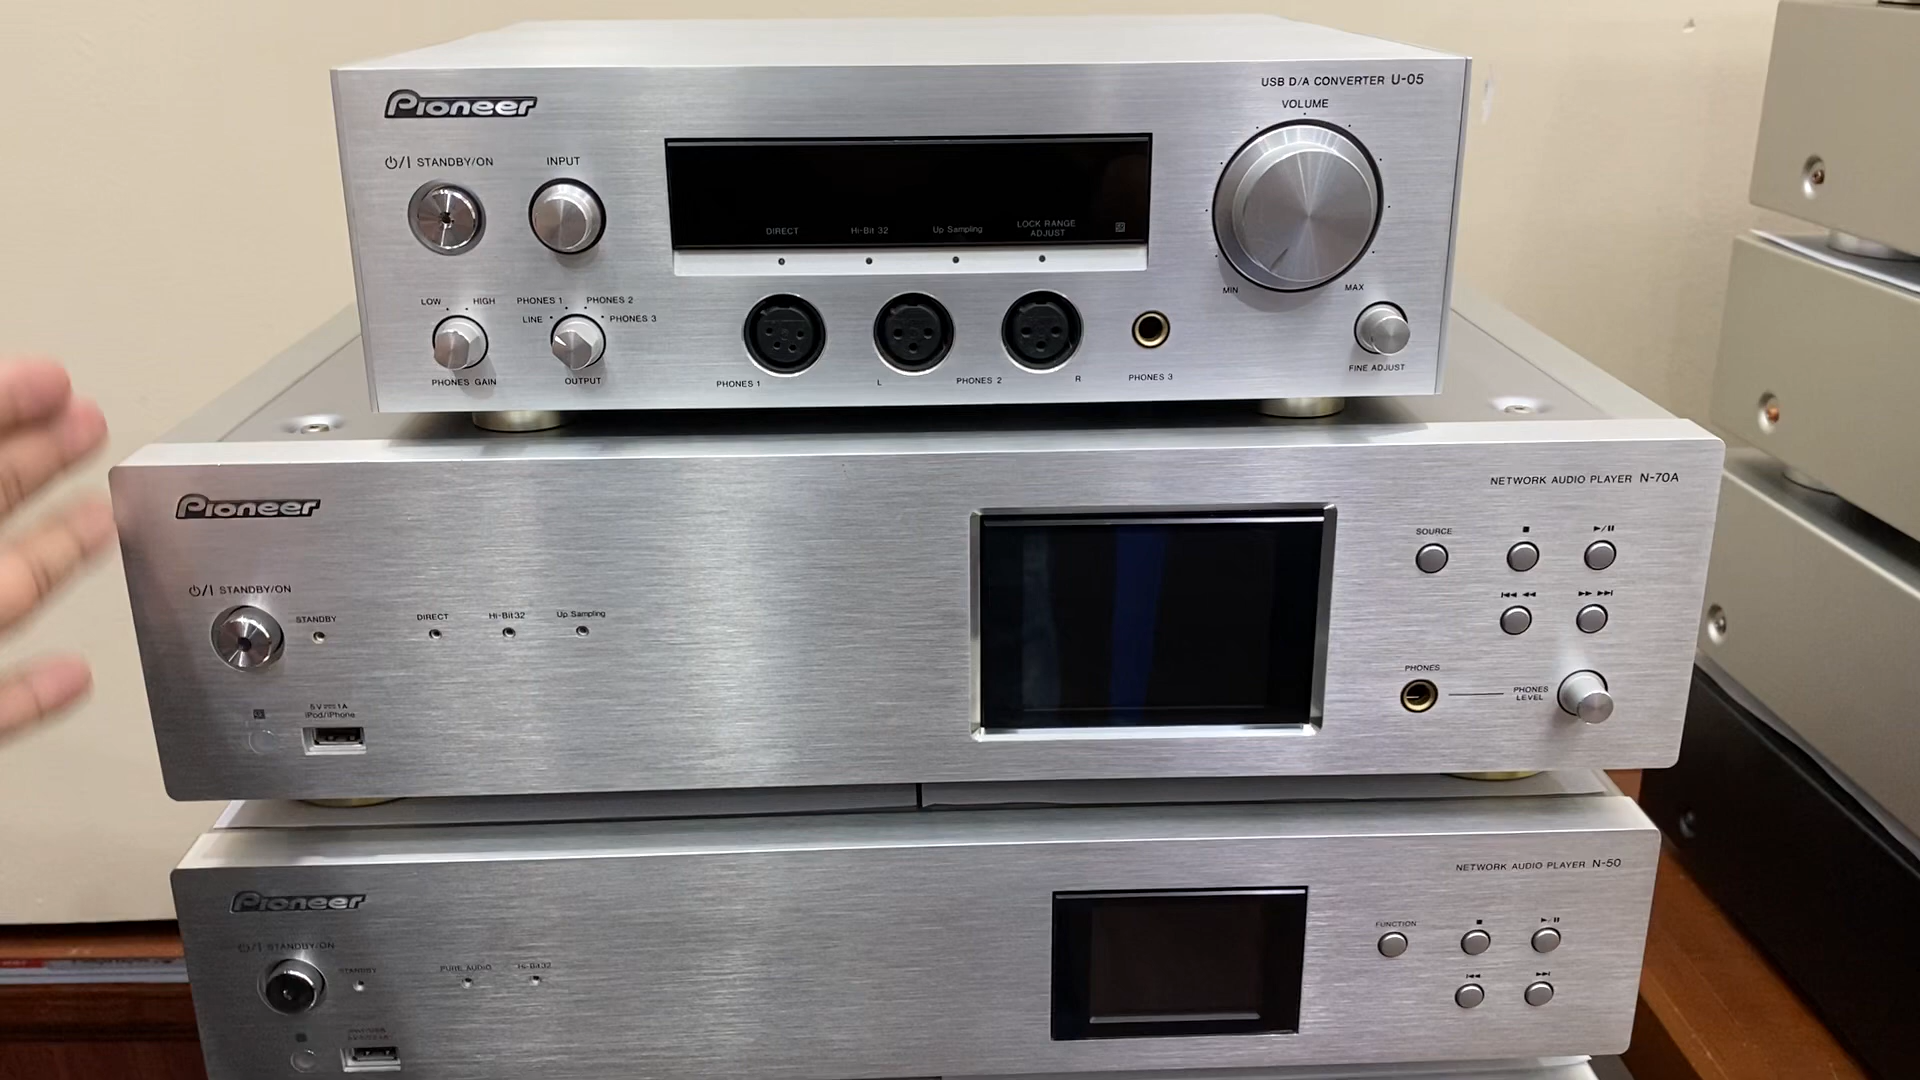 Pioneer
USB D/A CONVERTER U-05
VOLUME
STANDBY/ON
INPUT
DIRECT
Hi-Bit 32
Up Sampling
LOCK RANGE
ADJUST
MIN
MAX
LOW
HIGH
PHONES GAIN
PHONES 1
PHONES 2
LINE
PHONES 3
OUTPUT
PHONES 1
L
PHONES 2
R
PHONES 3
FINE ADJUST
Pioneer
NETWORK AUDIO PLAYER N-70A
STANDBY/ON
STANDBY
DIRECT
Hi-Bit32
Up Sampling
SOURCE
5V 1A
iPod/iPhone
PHONES
PHONES
LEVEL
Pioneer
NETWORK AUDIO PLAYER N-50
STANDBY/ON
STANDBY
PURE AUDIO
Hi-Bit32
FUNCTION